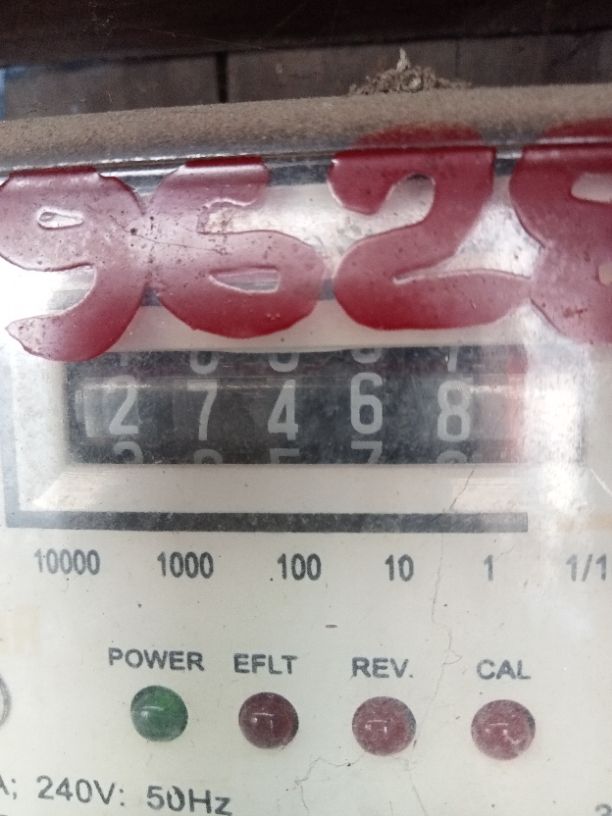 9628
27468
10000 1000 100 10 1 1/1
POWER EFLT REV. CAL
A; 240V: 50Hz